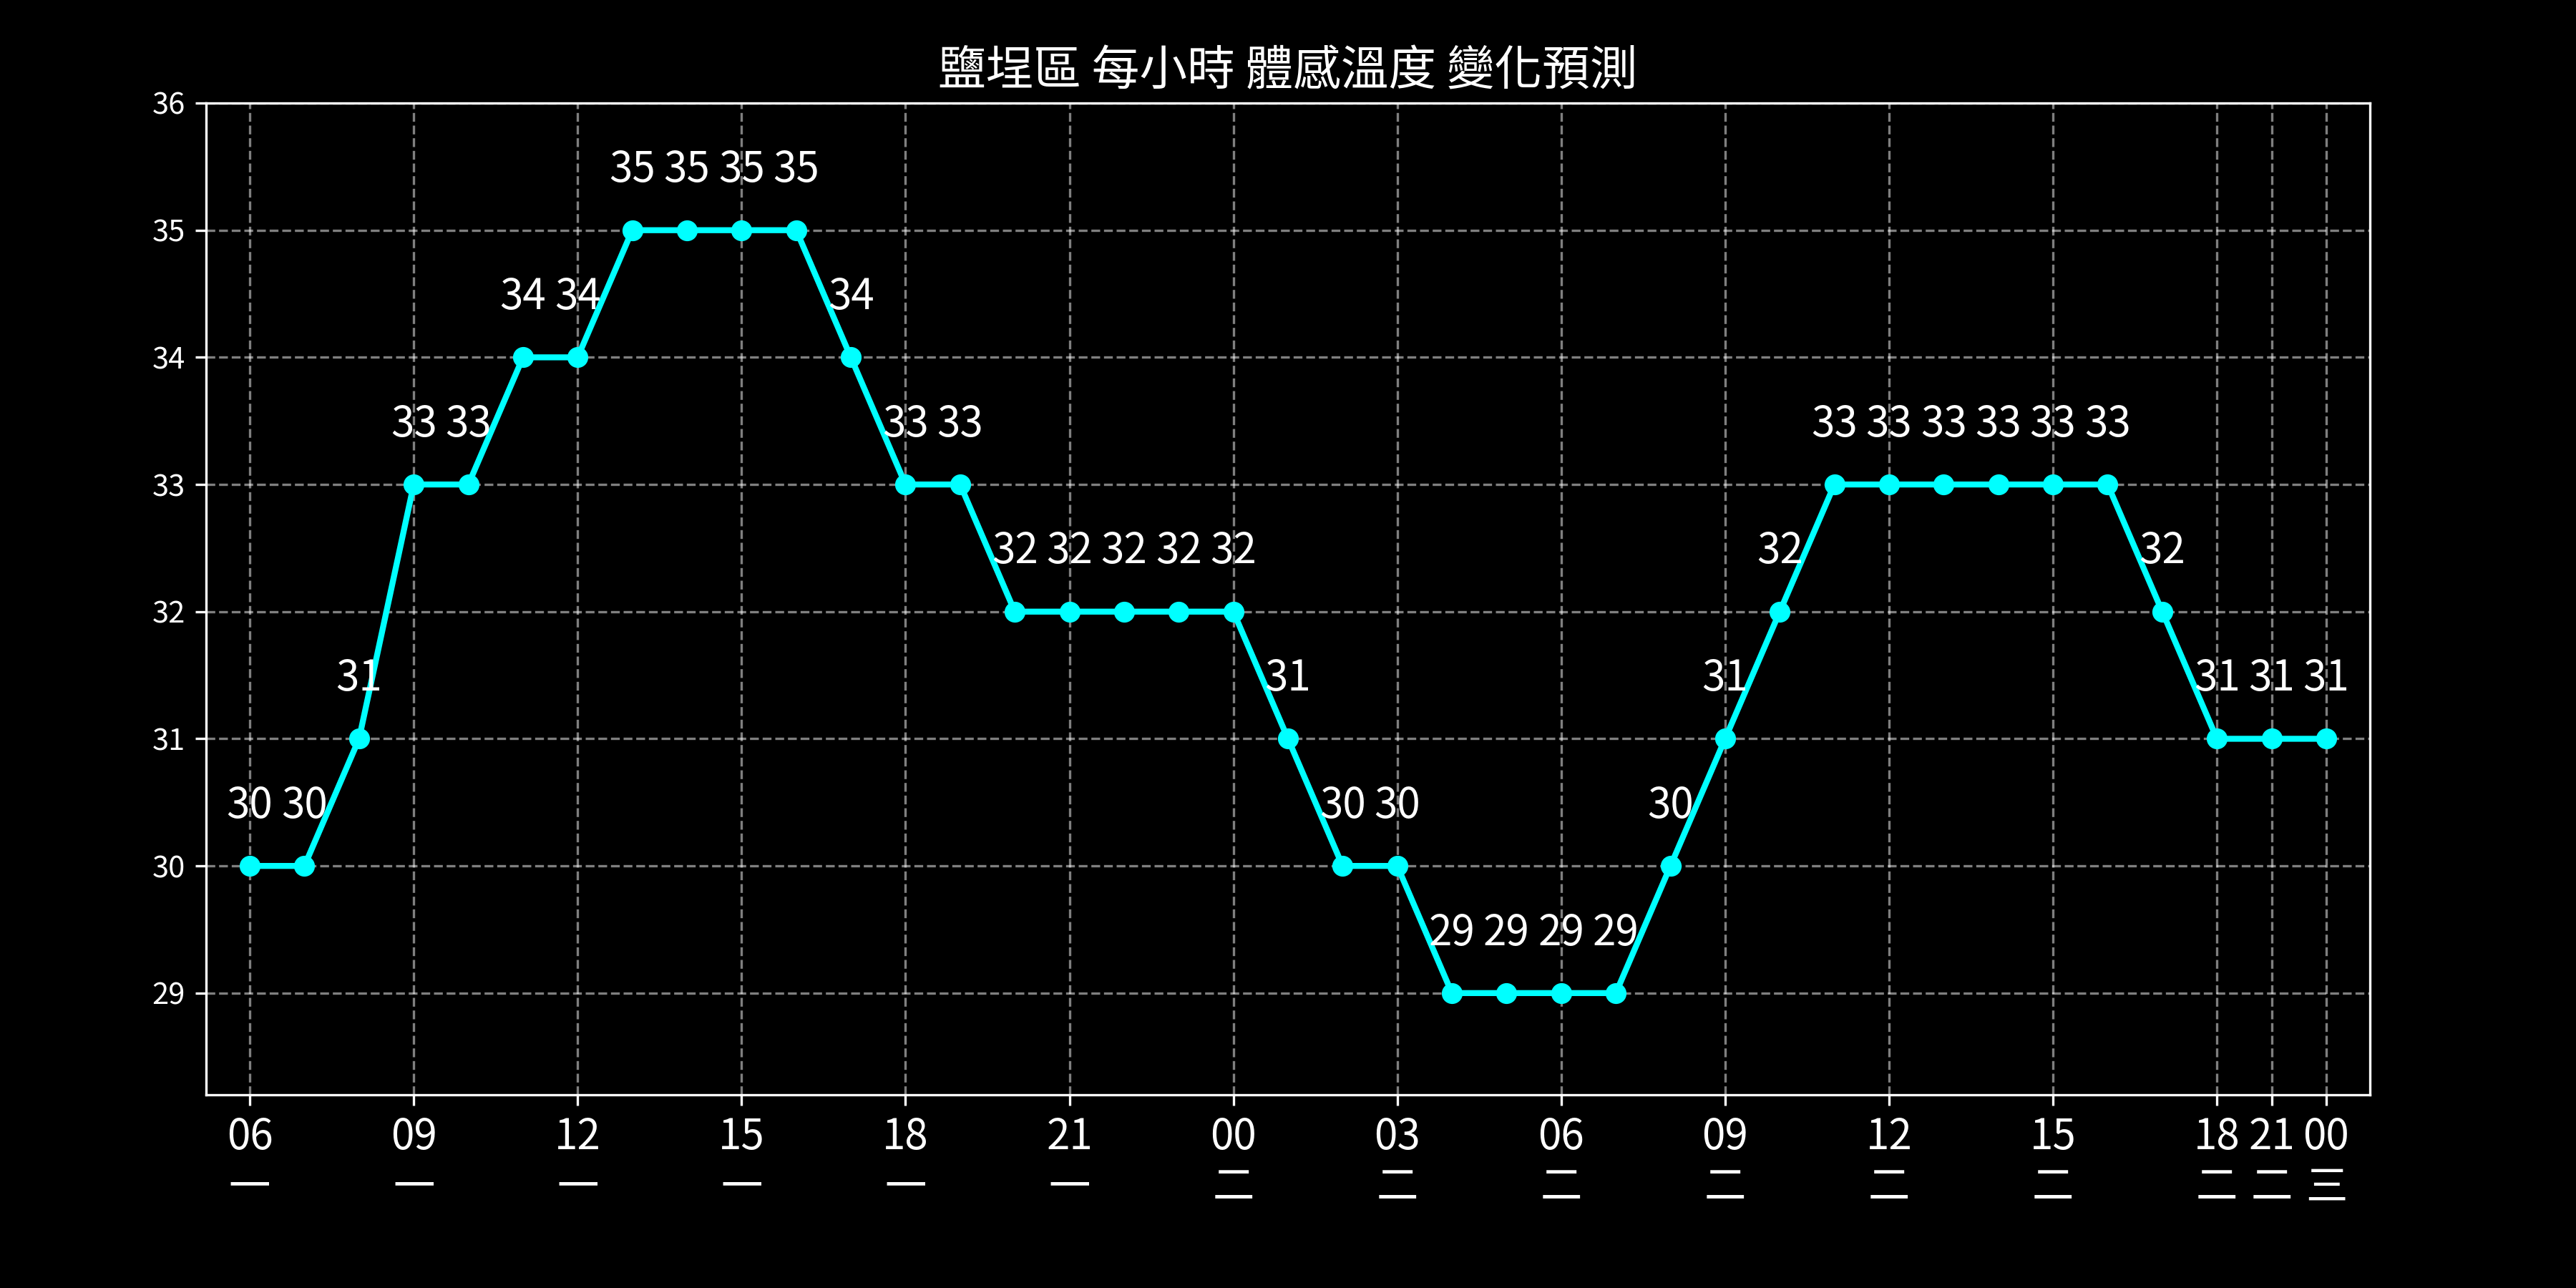 鹽埕區 每小時 體感溫度 變化預測
36
35 35 35 35
35
34 34 34
34
33 33 33 33 33 33 33 33 33 33
33
32 32 32 32 32 32 32
32
31 31 31 31 31 31
31
30 30 30 30 30
30
29 29 29 29
29
06 09 12 15 18 21 00 03 06 09 12 15 18 21 00
一 一 一 一 一 一 二 二 二 二 二 二 二 二 三